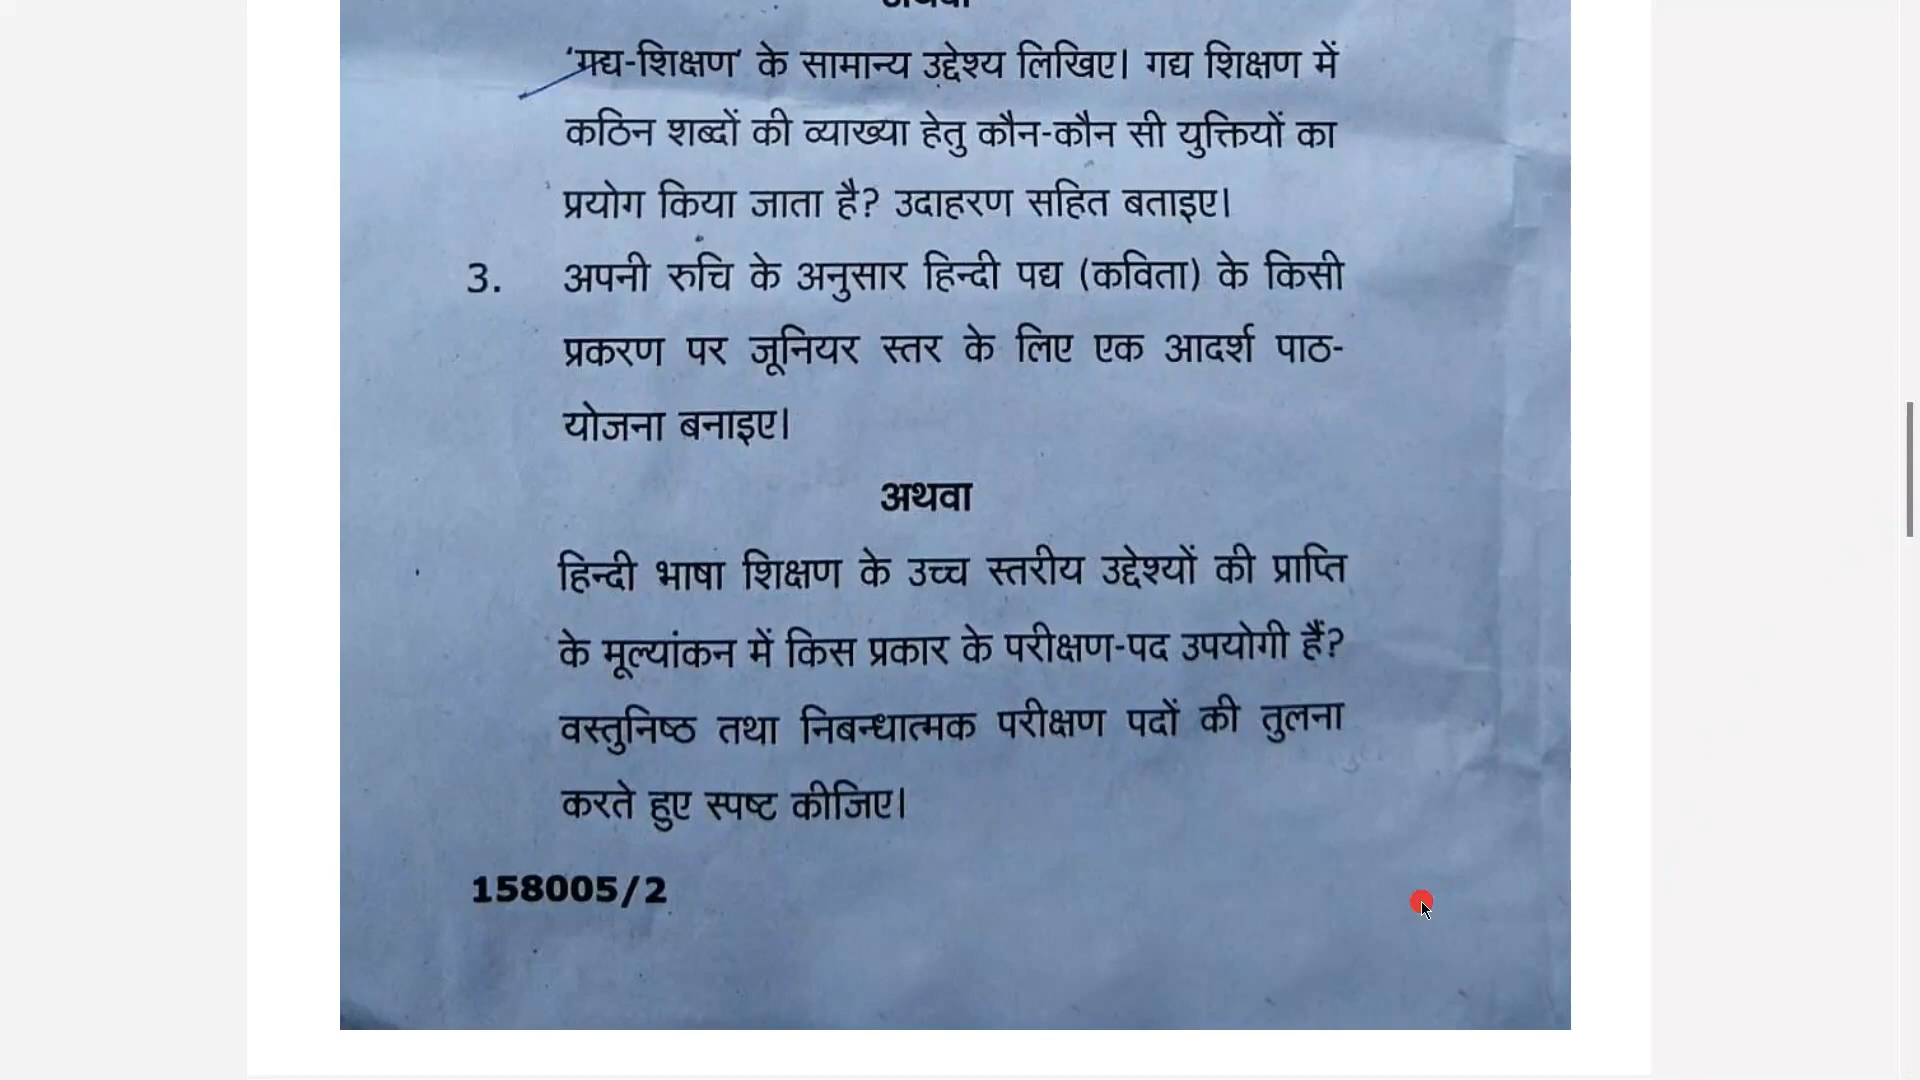 'गद्य-शिक्षण' के सामान्य उद्देश्य लिखिए। गद्य शिक्षण में
कठिन शब्दों की व्याख्या हेतु कौन-कौन सी युक्तियों का
प्रयोग किया जाता है? उदाहरण सहित बताइए।
3. अपनी रुचि के अनुसार हिन्दी पद्य (कविता) के किसी
प्रकरण पर जूनियर स्तर के लिए एक आदर्श पाठ-
योजना बनाइए।
अथवा
हिन्दी भाषा शिक्षण के उच्च स्तरीय उद्देश्यों की प्राप्ति
के मूल्यांकन में किस प्रकार के परीक्षण-पद उपयोगी हैं?
वस्तुनिष्ठ तथा निबन्धात्मक परीक्षण पदों की तुलना
करते हुए स्पष्ट कीजिए।
158005/2